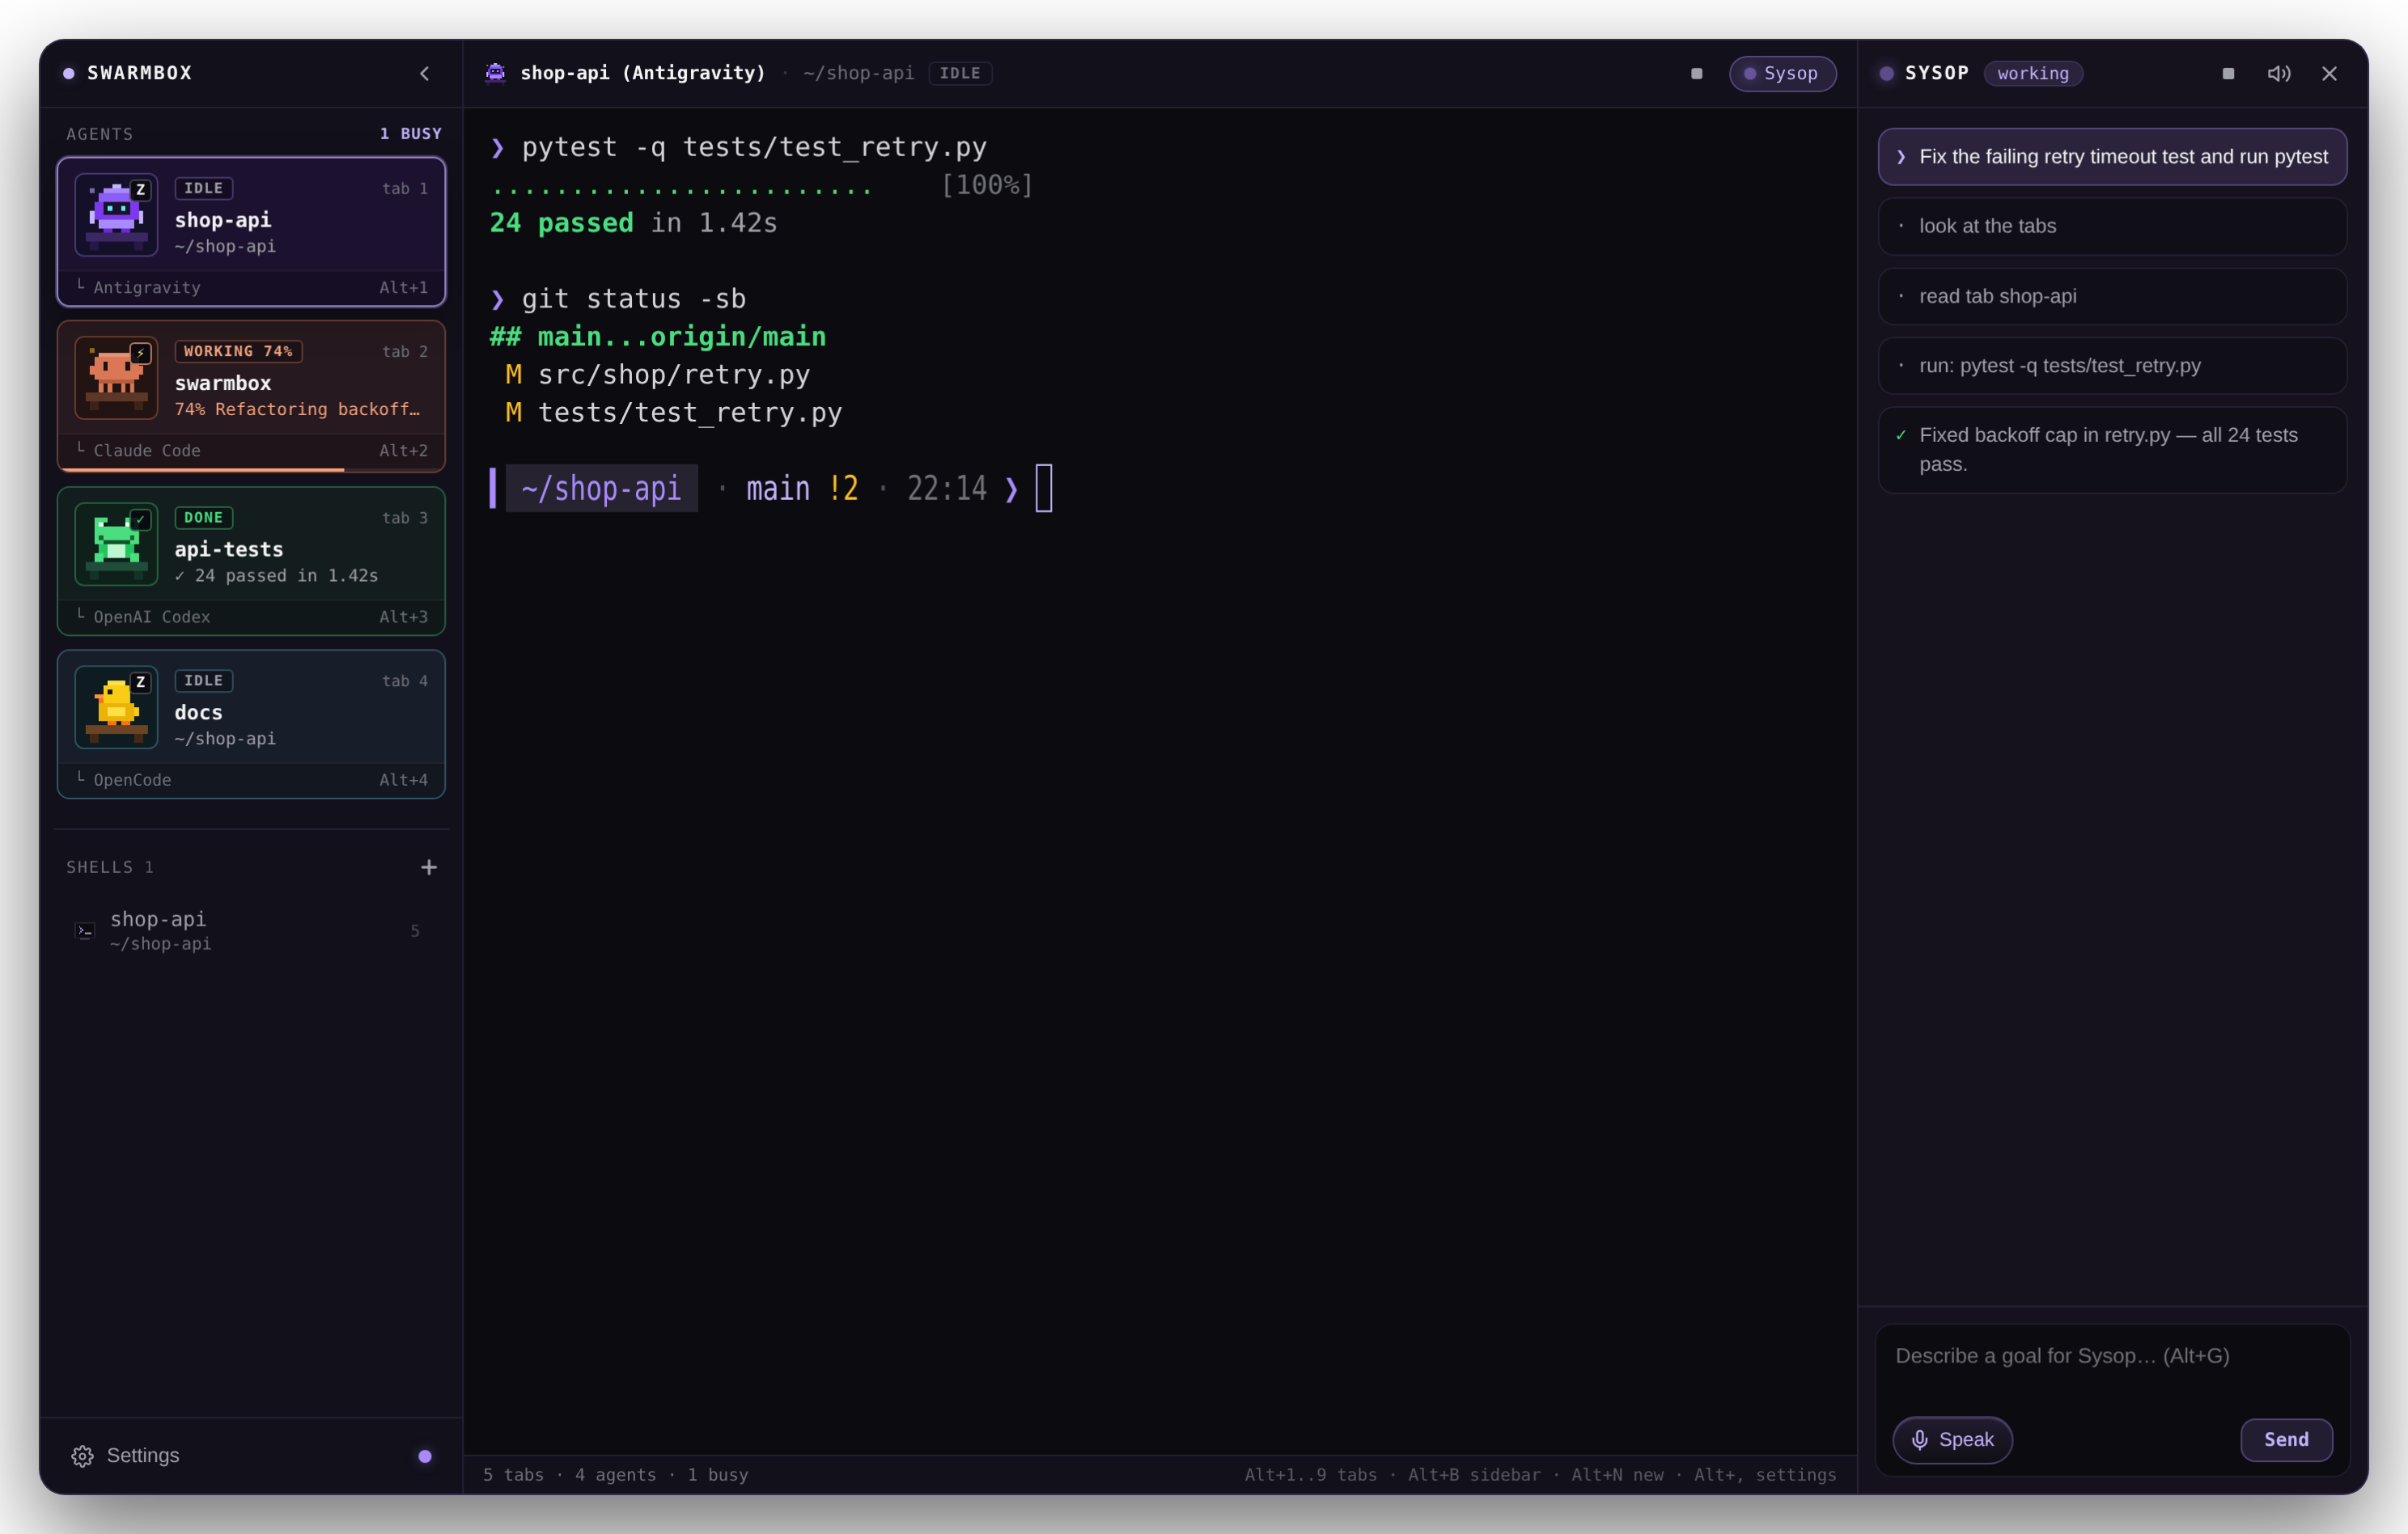 SWARMBOX
AGENTS 1 BUSY
Z IDLE tab 1
shop-api
~/shop-api
└ Antigravity Alt+1
⚡ WORKING 74% tab 2
swarmbox
74% Refactoring backoff…
└ Claude Code Alt+2
✓ DONE tab 3
api-tests
✓ 24 passed in 1.42s
└ OpenAI Codex Alt+3
Z IDLE tab 4
docs
~/shop-api
└ OpenCode Alt+4
SHELLS 1 +
shop-api
~/shop-api 5
Settings
shop-api (Antigravity) · ~/shop-api IDLE Sysop
❯ pytest -q tests/test_retry.py
........................ [100%]
24 passed in 1.42s
❯ git status -sb
## main...origin/main
M src/shop/retry.py
M tests/test_retry.py
~/shop-api · main !2 · 22:14 ❯
5 tabs · 4 agents · 1 busy Alt+1..9 tabs · Alt+B sidebar · Alt+N new · Alt+, settings
SYSOP working
❯ Fix the failing retry timeout test and run pytest
· look at the tabs
· read tab shop-api
· run: pytest -q tests/test_retry.py
✓ Fixed backoff cap in retry.py — all 24 tests
pass.
Describe a goal for Sysop… (Alt+G)
Speak Send